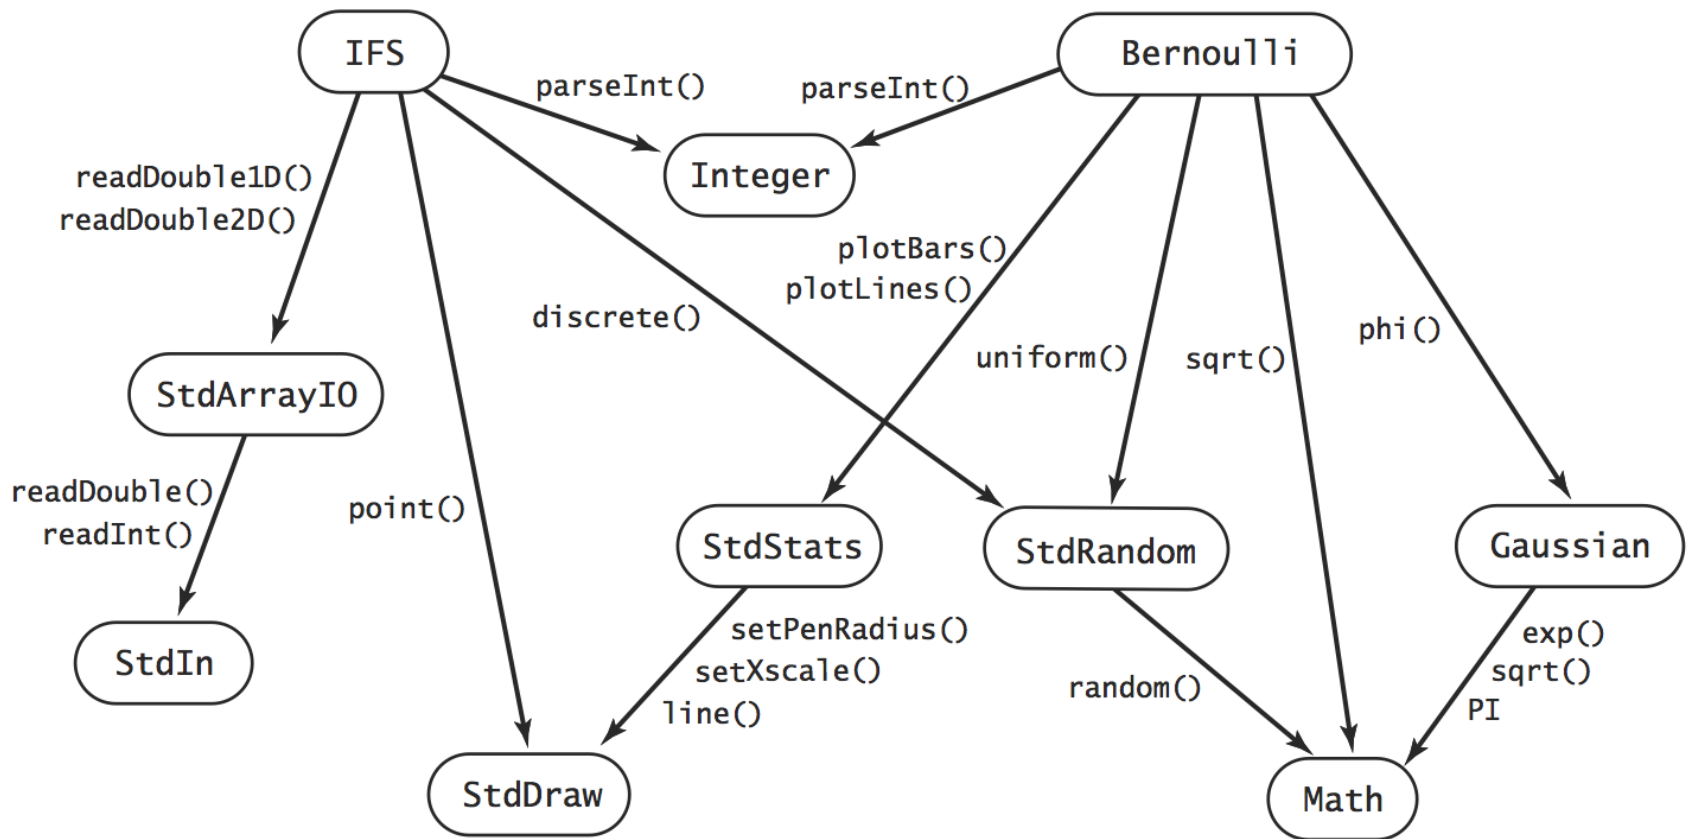 IFS
Bernoulli
parseInt()
parseInt()
Integer
readDouble1D()
readDouble2D()
plotBars()
plotLines()
discrete()
uniform()
sqrt()
phi()
StdArrayIO
readDouble()
readInt()
point()
StdStats
StdRandom
Gaussian
setPenRadius()
setXscale()
line()
random()
exp()
sqrt()
PI
StdIn
StdDraw
Math